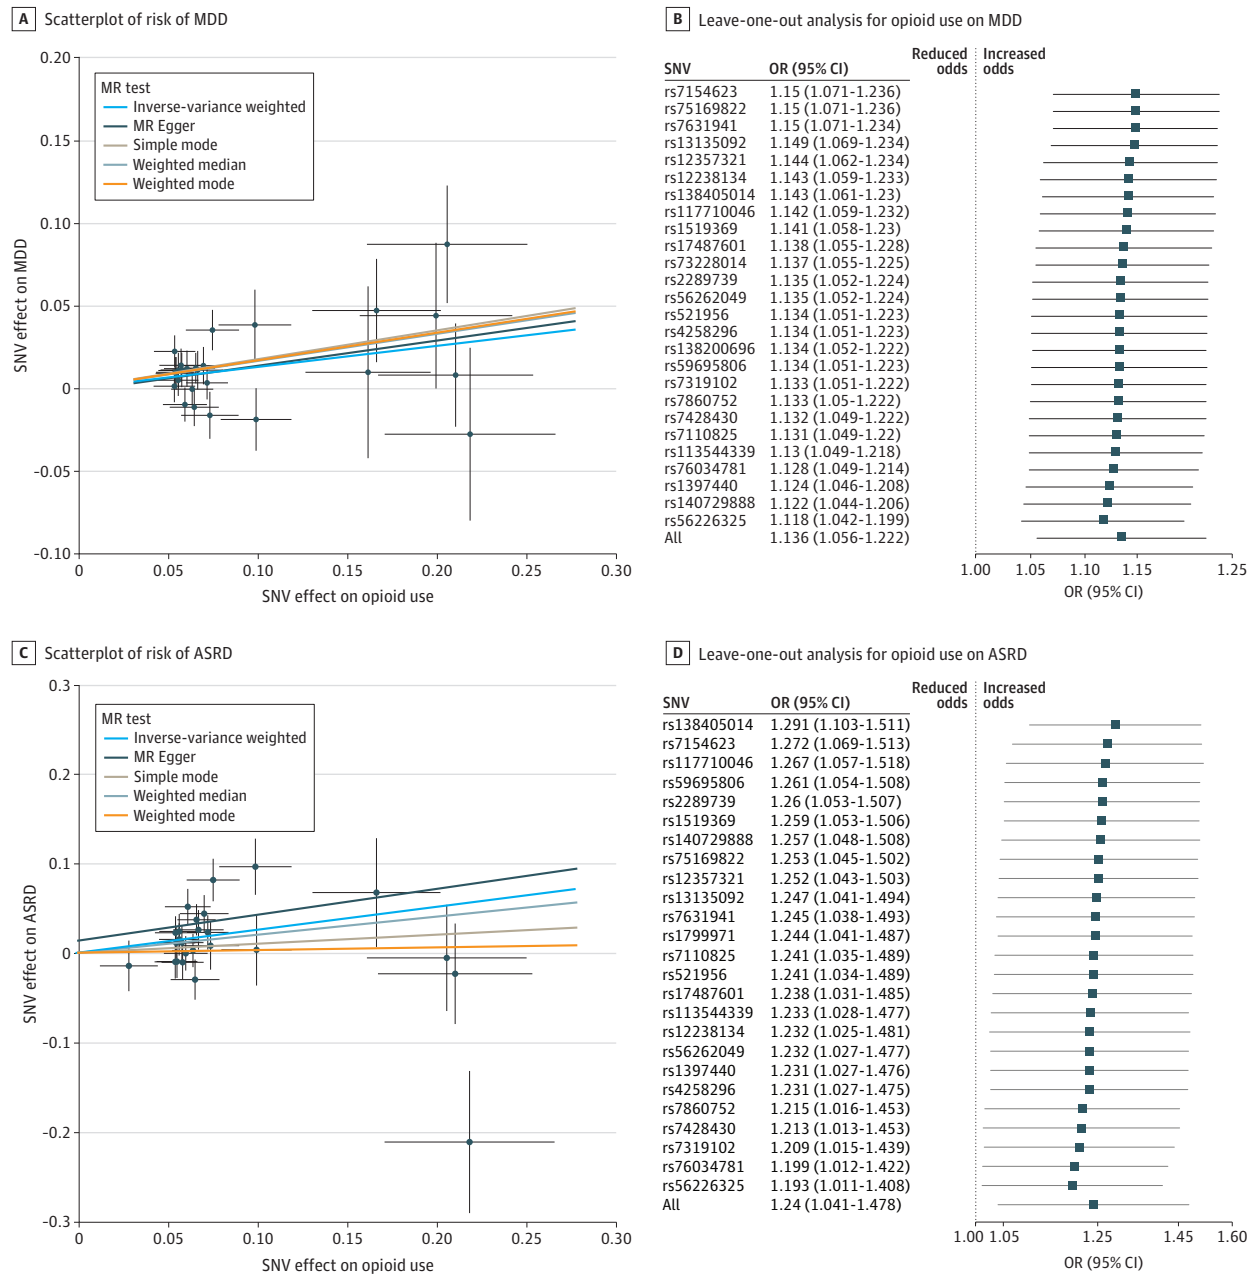 A Scatterplot of risk of MDD
0.20
0.15
0.10
0.05
0
-0.05
-0.10
SNV effect on MDD
MR test
Inverse-variance weighted
MR Egger
Simple mode
Weighted median
Weighted mode
0 0.05 0.10 0.15 0.20 0.25 0.30
SNV effect on opioid use
B Leave-one-out analysis for opioid use on MDD
SNV OR (95% CI) Reduced odds Increased odds
rs7154623 1.15 (1.071-1.236)
rs75169822 1.15 (1.071-1.236)
rs7631941 1.15 (1.071-1.234)
rs13135092 1.149 (1.069-1.234)
rs12357321 1.144 (1.062-1.234)
rs12238134 1.143 (1.059-1.233)
rs138405014 1.143 (1.061-1.23)
rs117710046 1.142 (1.059-1.232)
rs1519369 1.141 (1.058-1.23)
rs17487601 1.138 (1.055-1.228)
rs73228014 1.137 (1.055-1.225)
rs2289739 1.135 (1.052-1.224)
rs56262049 1.135 (1.052-1.224)
rs521956 1.134 (1.051-1.223)
rs4258296 1.134 (1.051-1.223)
rs138200696 1.134 (1.052-1.222)
rs59695806 1.134 (1.051-1.223)
rs7319102 1.133 (1.051-1.222)
rs7860752 1.133 (1.05-1.222)
rs7428430 1.132 (1.049-1.222)
rs7110825 1.131 (1.049-1.22)
rs113544339 1.13 (1.049-1.218)
rs76034781 1.128 (1.049-1.214)
rs1397440 1.124 (1.046-1.208)
rs140729888 1.122 (1.044-1.206)
rs56226325 1.118 (1.042-1.199)
All 1.136 (1.056-1.222)
1.00 1.05 1.10 1.15 1.25
OR (95% CI)
C Scatterplot of risk of ASRD
0.3
0.2
0.1
0
-0.1
-0.2
-0.3
SNV effect on ASRD
MR test
Inverse-variance weighted
MR Egger
Simple mode
Weighted median
Weighted mode
0 0.05 0.10 0.15 0.20 0.25 0.30
SNV effect on opioid use
D Leave-one-out analysis for opioid use on ASRD
SNV OR (95% CI) Reduced odds Increased odds
rs138405014 1.291 (1.103-1.511)
rs7154623 1.272 (1.069-1.513)
rs117710046 1.267 (1.057-1.518)
rs59695806 1.261 (1.054-1.508)
rs2289739 1.26 (1.053-1.507)
rs1519369 1.259 (1.053-1.506)
rs140729888 1.257 (1.048-1.508)
rs75169822 1.253 (1.045-1.502)
rs12357321 1.252 (1.043-1.503)
rs13135092 1.247 (1.041-1.494)
rs7631941 1.245 (1.038-1.493)
rs1799971 1.244 (1.041-1.487)
rs7110825 1.241 (1.035-1.489)
rs521956 1.241 (1.034-1.489)
rs17487601 1.238 (1.031-1.485)
rs113544339 1.233 (1.028-1.477)
rs12238134 1.232 (1.025-1.481)
rs56262049 1.232 (1.027-1.477)
rs1397440 1.231 (1.027-1.476)
rs4258296 1.231 (1.027-1.475)
rs7860752 1.215 (1.016-1.453)
rs7428430 1.213 (1.013-1.453)
rs7319102 1.209 (1.015-1.439)
rs76034781 1.199 (1.012-1.422)
rs56226325 1.193 (1.011-1.408)
All 1.24 (1.041-1.478)
1.00 1.05 1.25 1.45 1.60
OR (95% CI)